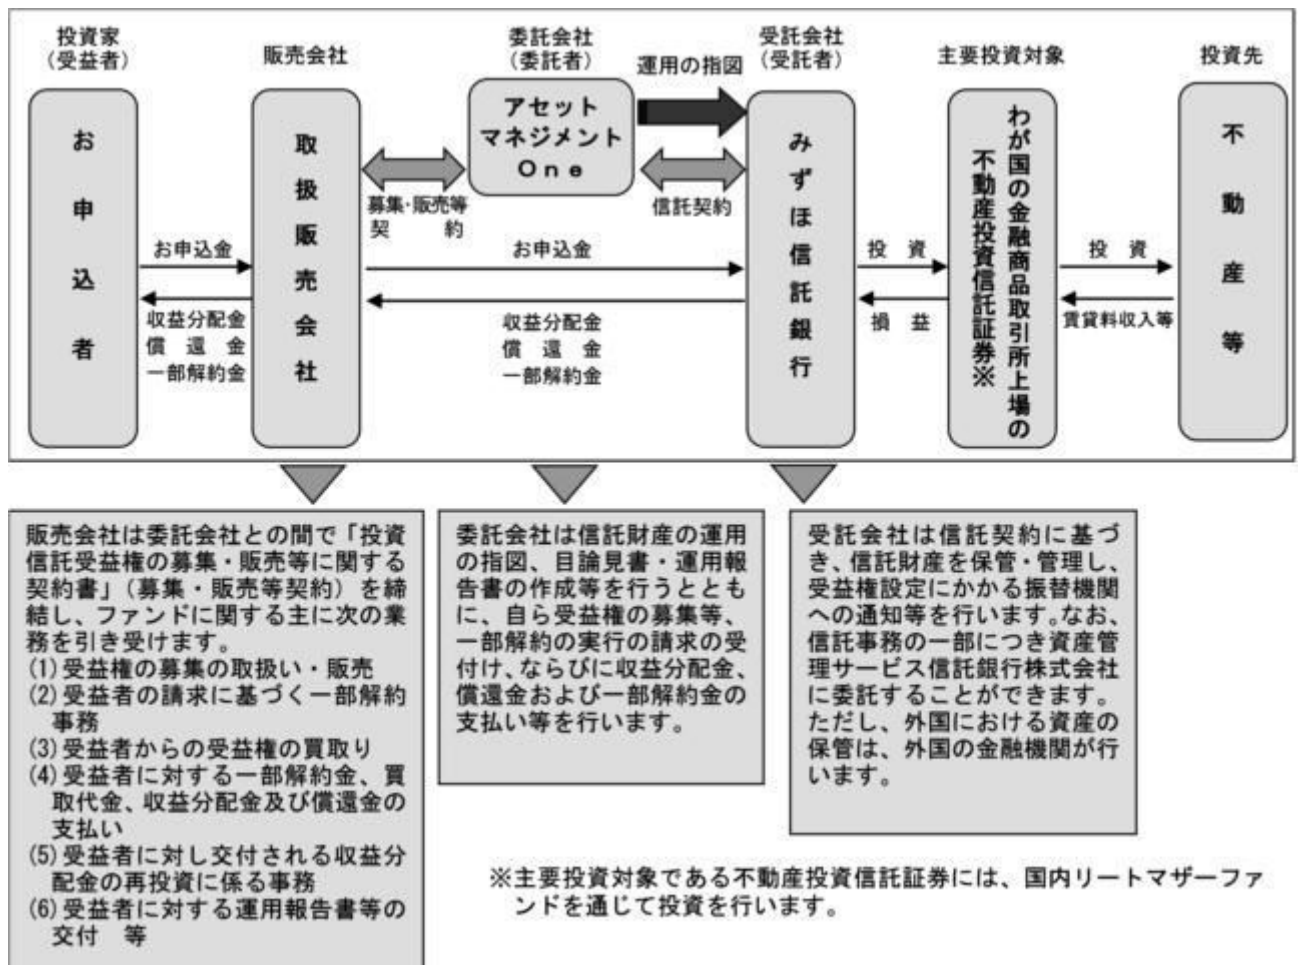 投資家
（受益者）
販売会社
委託会社
（委託者）
運用の指図
受託会社
（受託者）
主要投資対象
投資先
お申込者
取扱販売会社
アセット
マネジメント
Ｏｎｅ
みずほ信託銀行
わが国の金融商品取引所上場の
不動産投資信託証券※
不動産等
募集・販売等
契　約
信託契約
お申込金
収益分配金
償　還　金
一部解約金
お申込金
収益分配金
償　還　金
一部解約金
投　資
損　益
投　資
賃貸料収入等
販売会社は委託会社との間で「投資
信託受益権の募集・販売等に関する
契約書」（募集・販売等契約）を締
結し、ファンドに関する主に次の業
務を引き受けます。
(1)受益権の募集の取扱い・販売
(2)受益者の請求に基づく一部解約
事務
(3)受益者からの受益権の買取り
(4)受益者に対する一部解約金、買
取代金、収益分配金及び償還金の
支払い
(5)受益者に対し交付される収益分
配金の再投資に係る事務
(6)受益者に対する運用報告書等の
交付　等
委託会社は信託財産の運用
の指図、目論見書・運用報
告書の作成等を行うととも
に、自ら受益権の募集等、
一部解約の実行の請求の受
付け、ならびに収益分配金、
償還金および一部解約金の
支払い等を行います。
受託会社は信託契約に基づ
き、信託財産を保管・管理し、
受益権設定にかかる振替機関
への通知等を行います。なお、
信託事務の一部につき資産管
理サービス信託銀行株式会社
に委託することができます。
ただし、外国における資産の
保管は、外国の金融機関が行
います。
※主要投資対象である不動産投資信託証券には、国内リートマザーファ
ンドを通じて投資を行います。